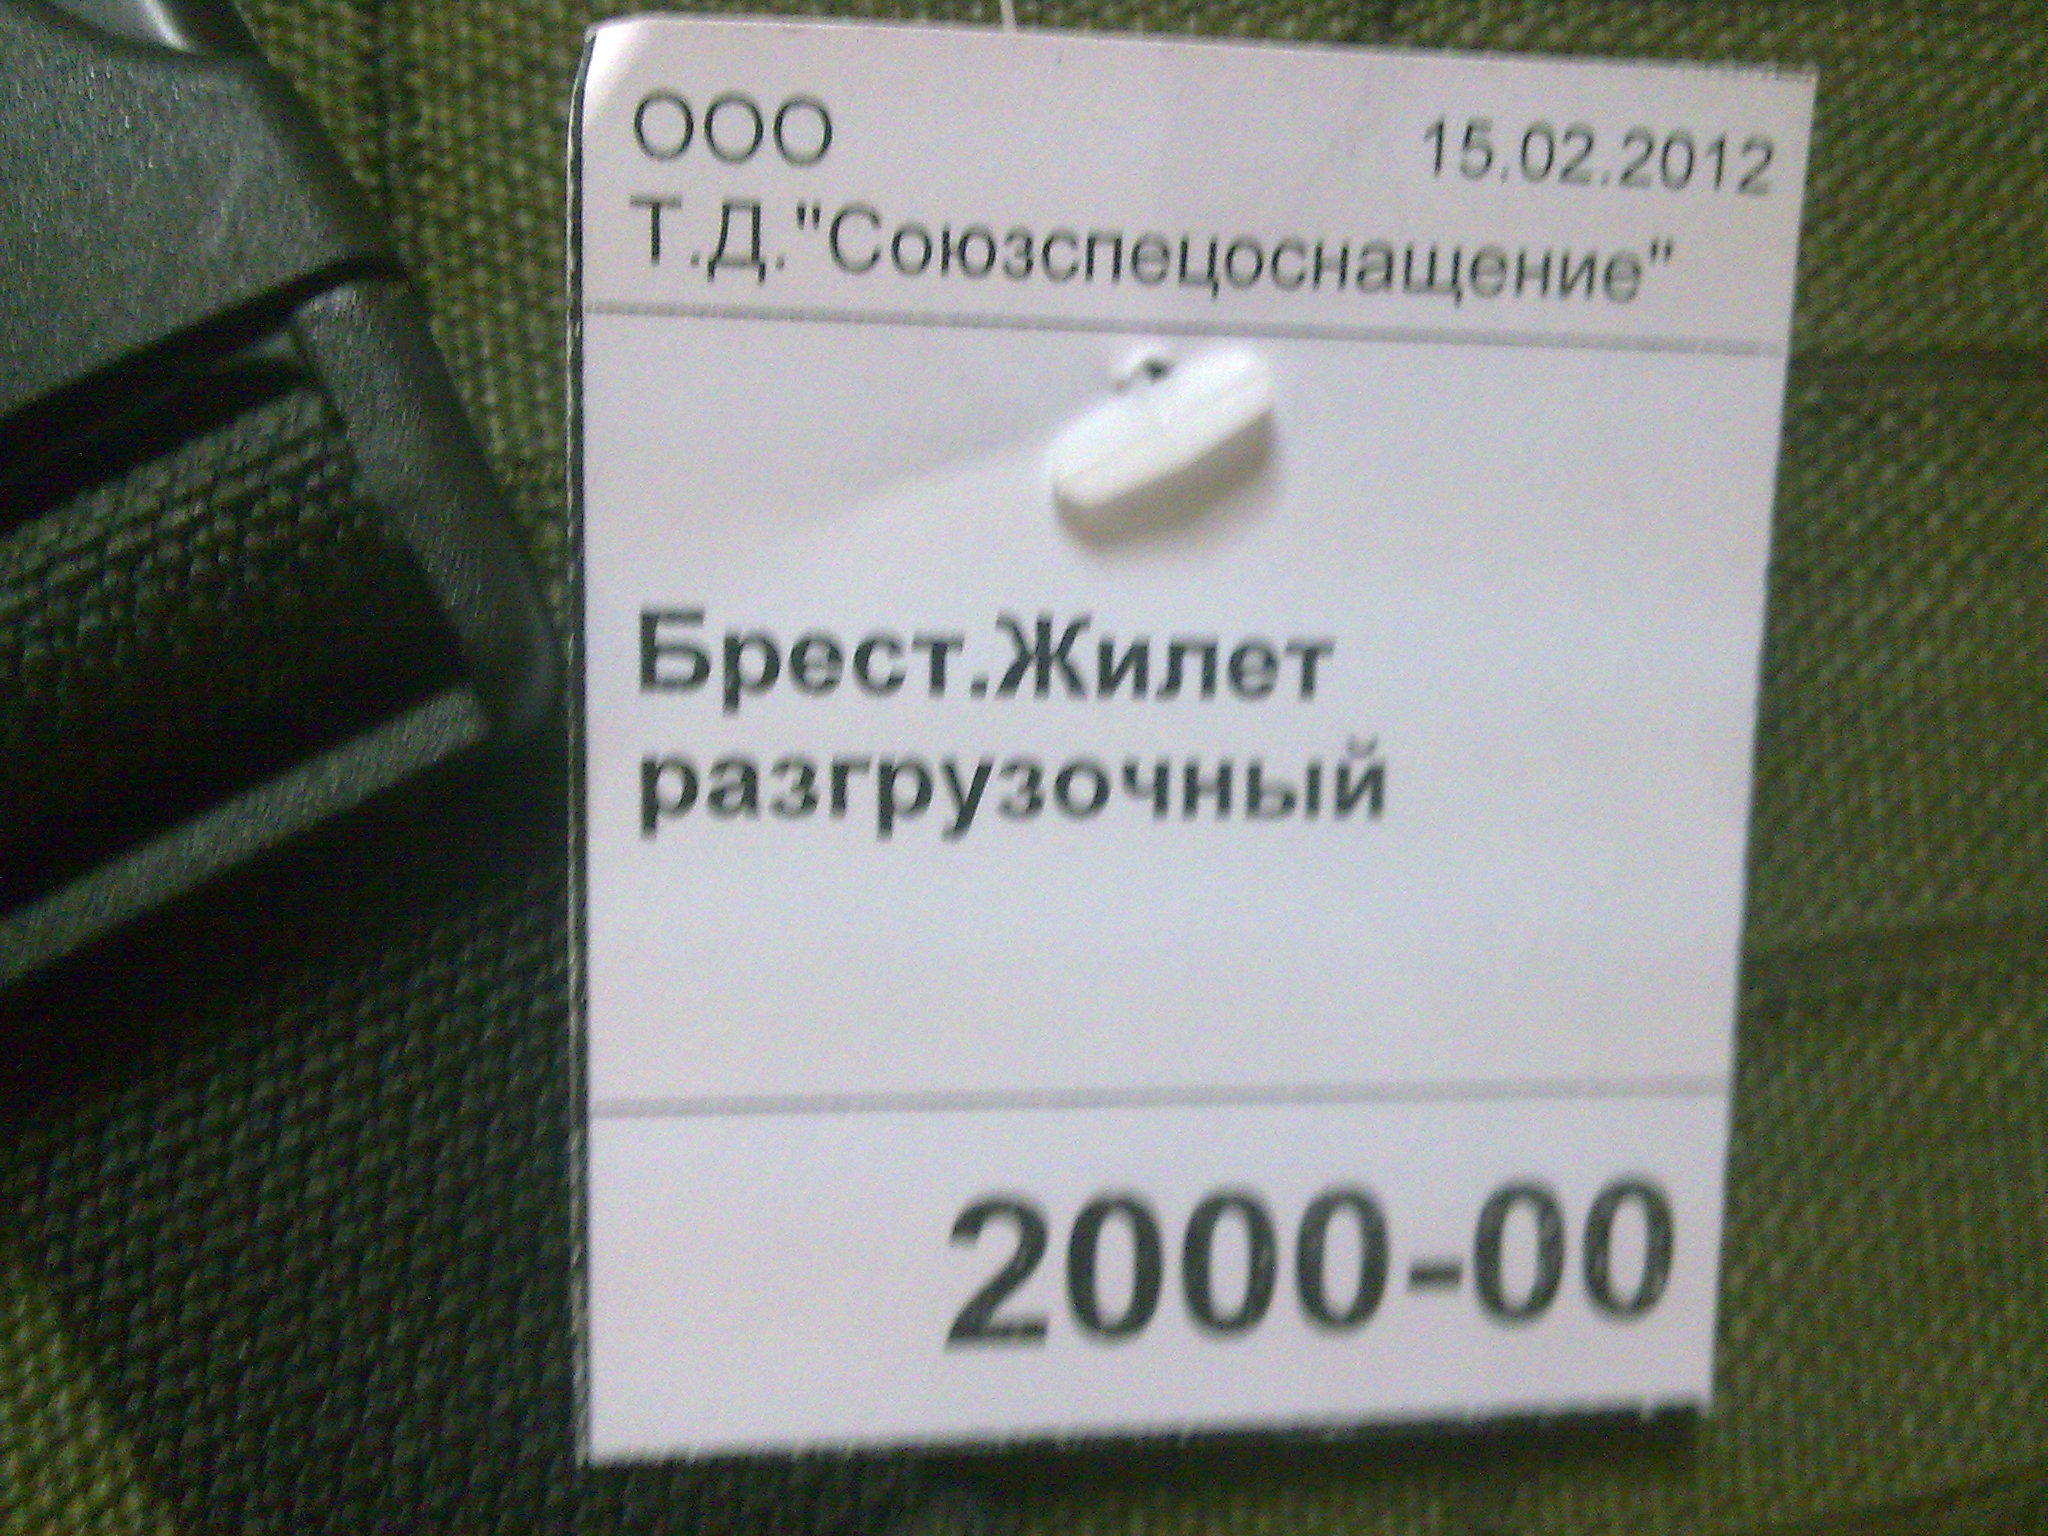 ООО 15.02.2012
Т.Д."Союзспецоснащение"
Брест.Жилет
разгрузочный
2000-00